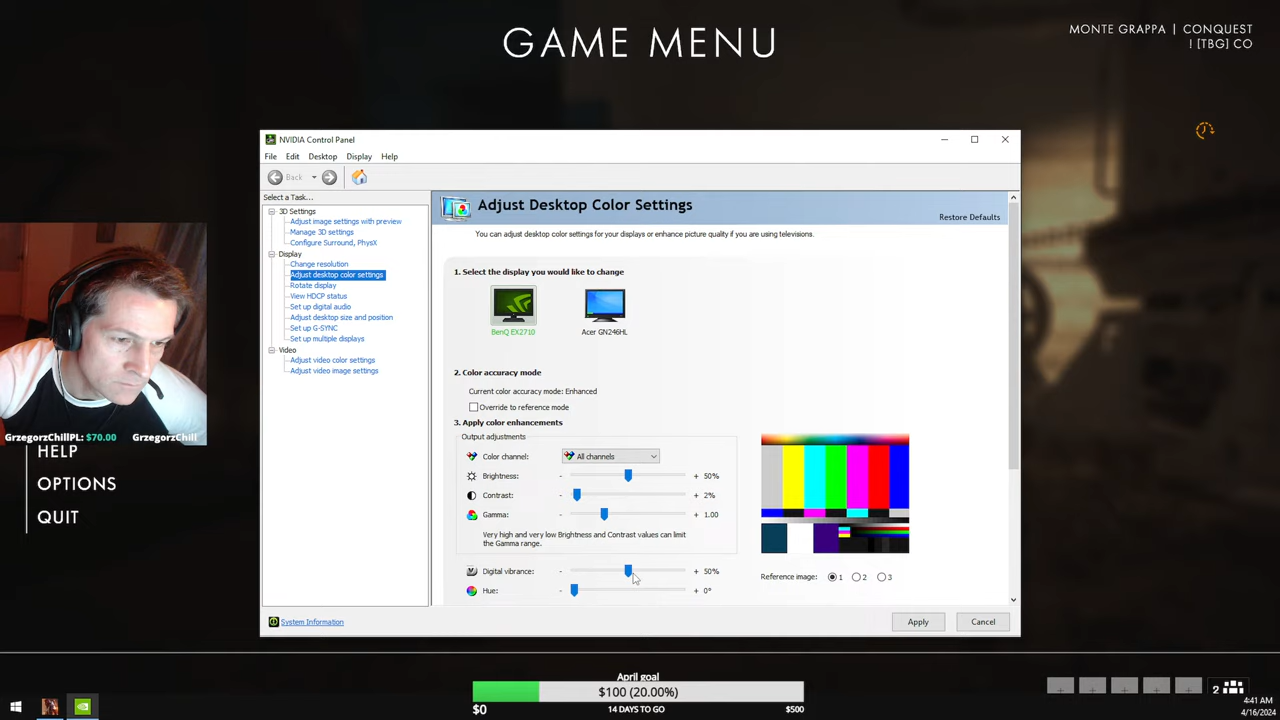 GAME MENU
MONTE GRAPPA | CONQUEST
! [TBG] CO
NVIDIA Control Panel
File Edit Desktop Display Help
Back
Select a Task...
3D Settings
Adjust image settings with preview
Manage 3D settings
Configure Surround, PhysX
Display
Change resolution
Adjust desktop color settings
Rotate display
View HDCP status
Set up digital audio
Adjust desktop size and position
Set up G-SYNC
Set up multiple displays
Video
Adjust video color settings
Adjust video image settings
Adjust Desktop Color Settings
Restore Defaults
You can adjust desktop color settings for your displays or enhance picture quality if you are using televisions.
1. Select the display you would like to change
BenQ EX2710 Acer GN246HL
2. Color accuracy mode
Current color accuracy mode: Enhanced
Override to reference mode
3. Apply color enhancements
Output adjustments
Color channel: All channels
Brightness: - + 50%
Contrast: - + 2%
Gamma: - + 1.00
Very high and very low Brightness and Contrast values can limit
the Gamma range.
Digital vibrance: - + 50%
Hue: - + 0°
Reference image: 1 2 3
System Information
Apply Cancel
GrzegorzChillPL: $70.00 GrzegorzChill
HELP
OPTIONS
QUIT
April goal
$100 (20.00%)
$0 14 DAYS TO GO $500
2
4:41 AM
4/16/2024